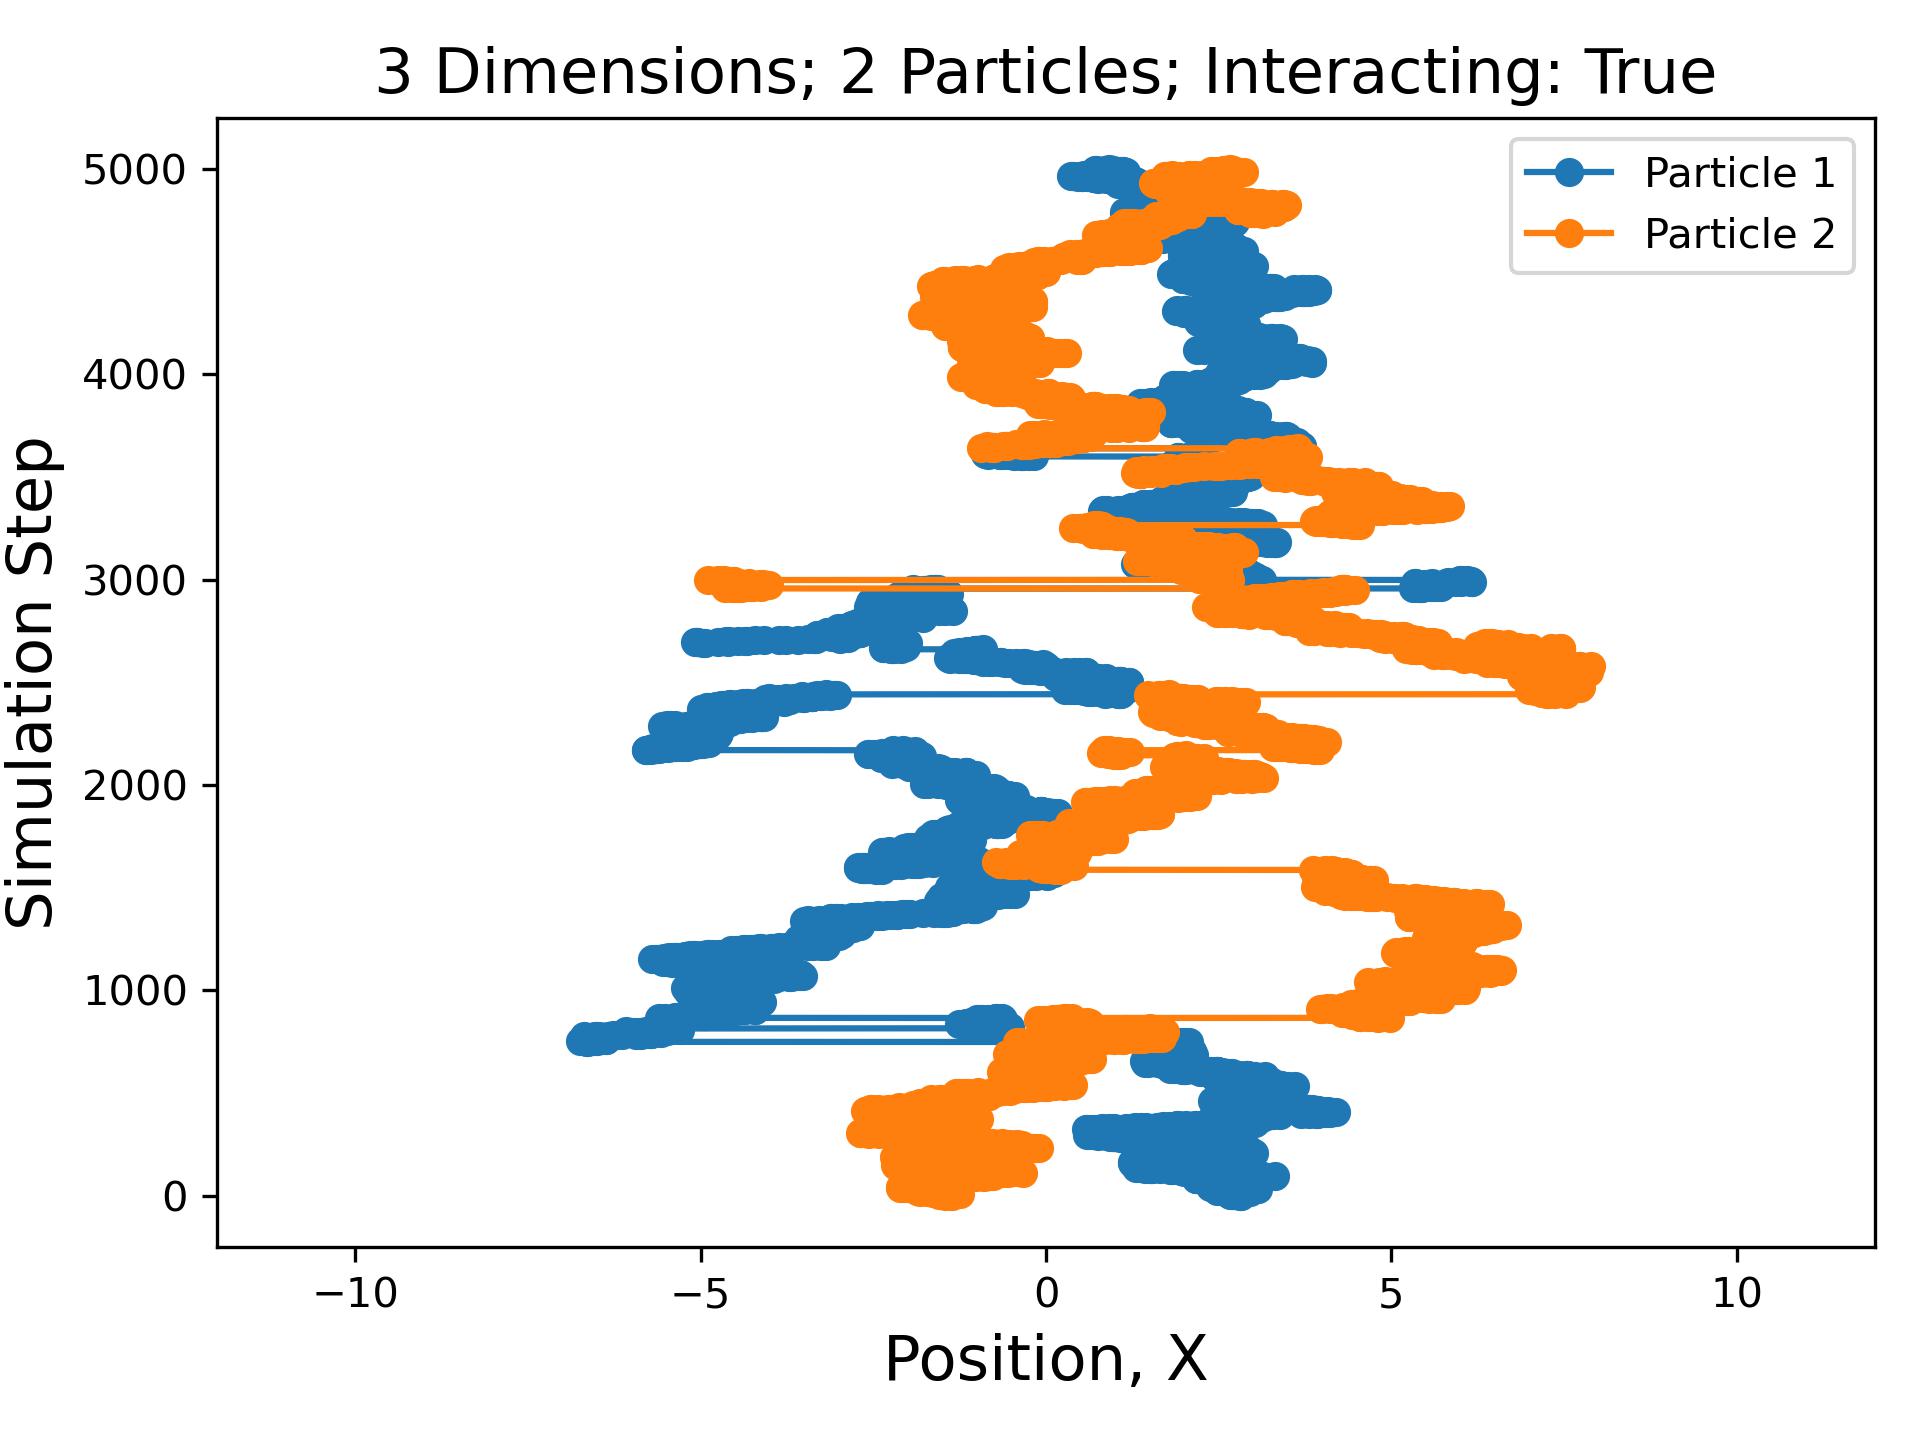 3 Dimensions; 2 Particles; Interacting: True
Particle 1
Particle 2
5000
4000
3000
2000
1000
0
Simulation Step
−10
−5
0
5
10
Position, X